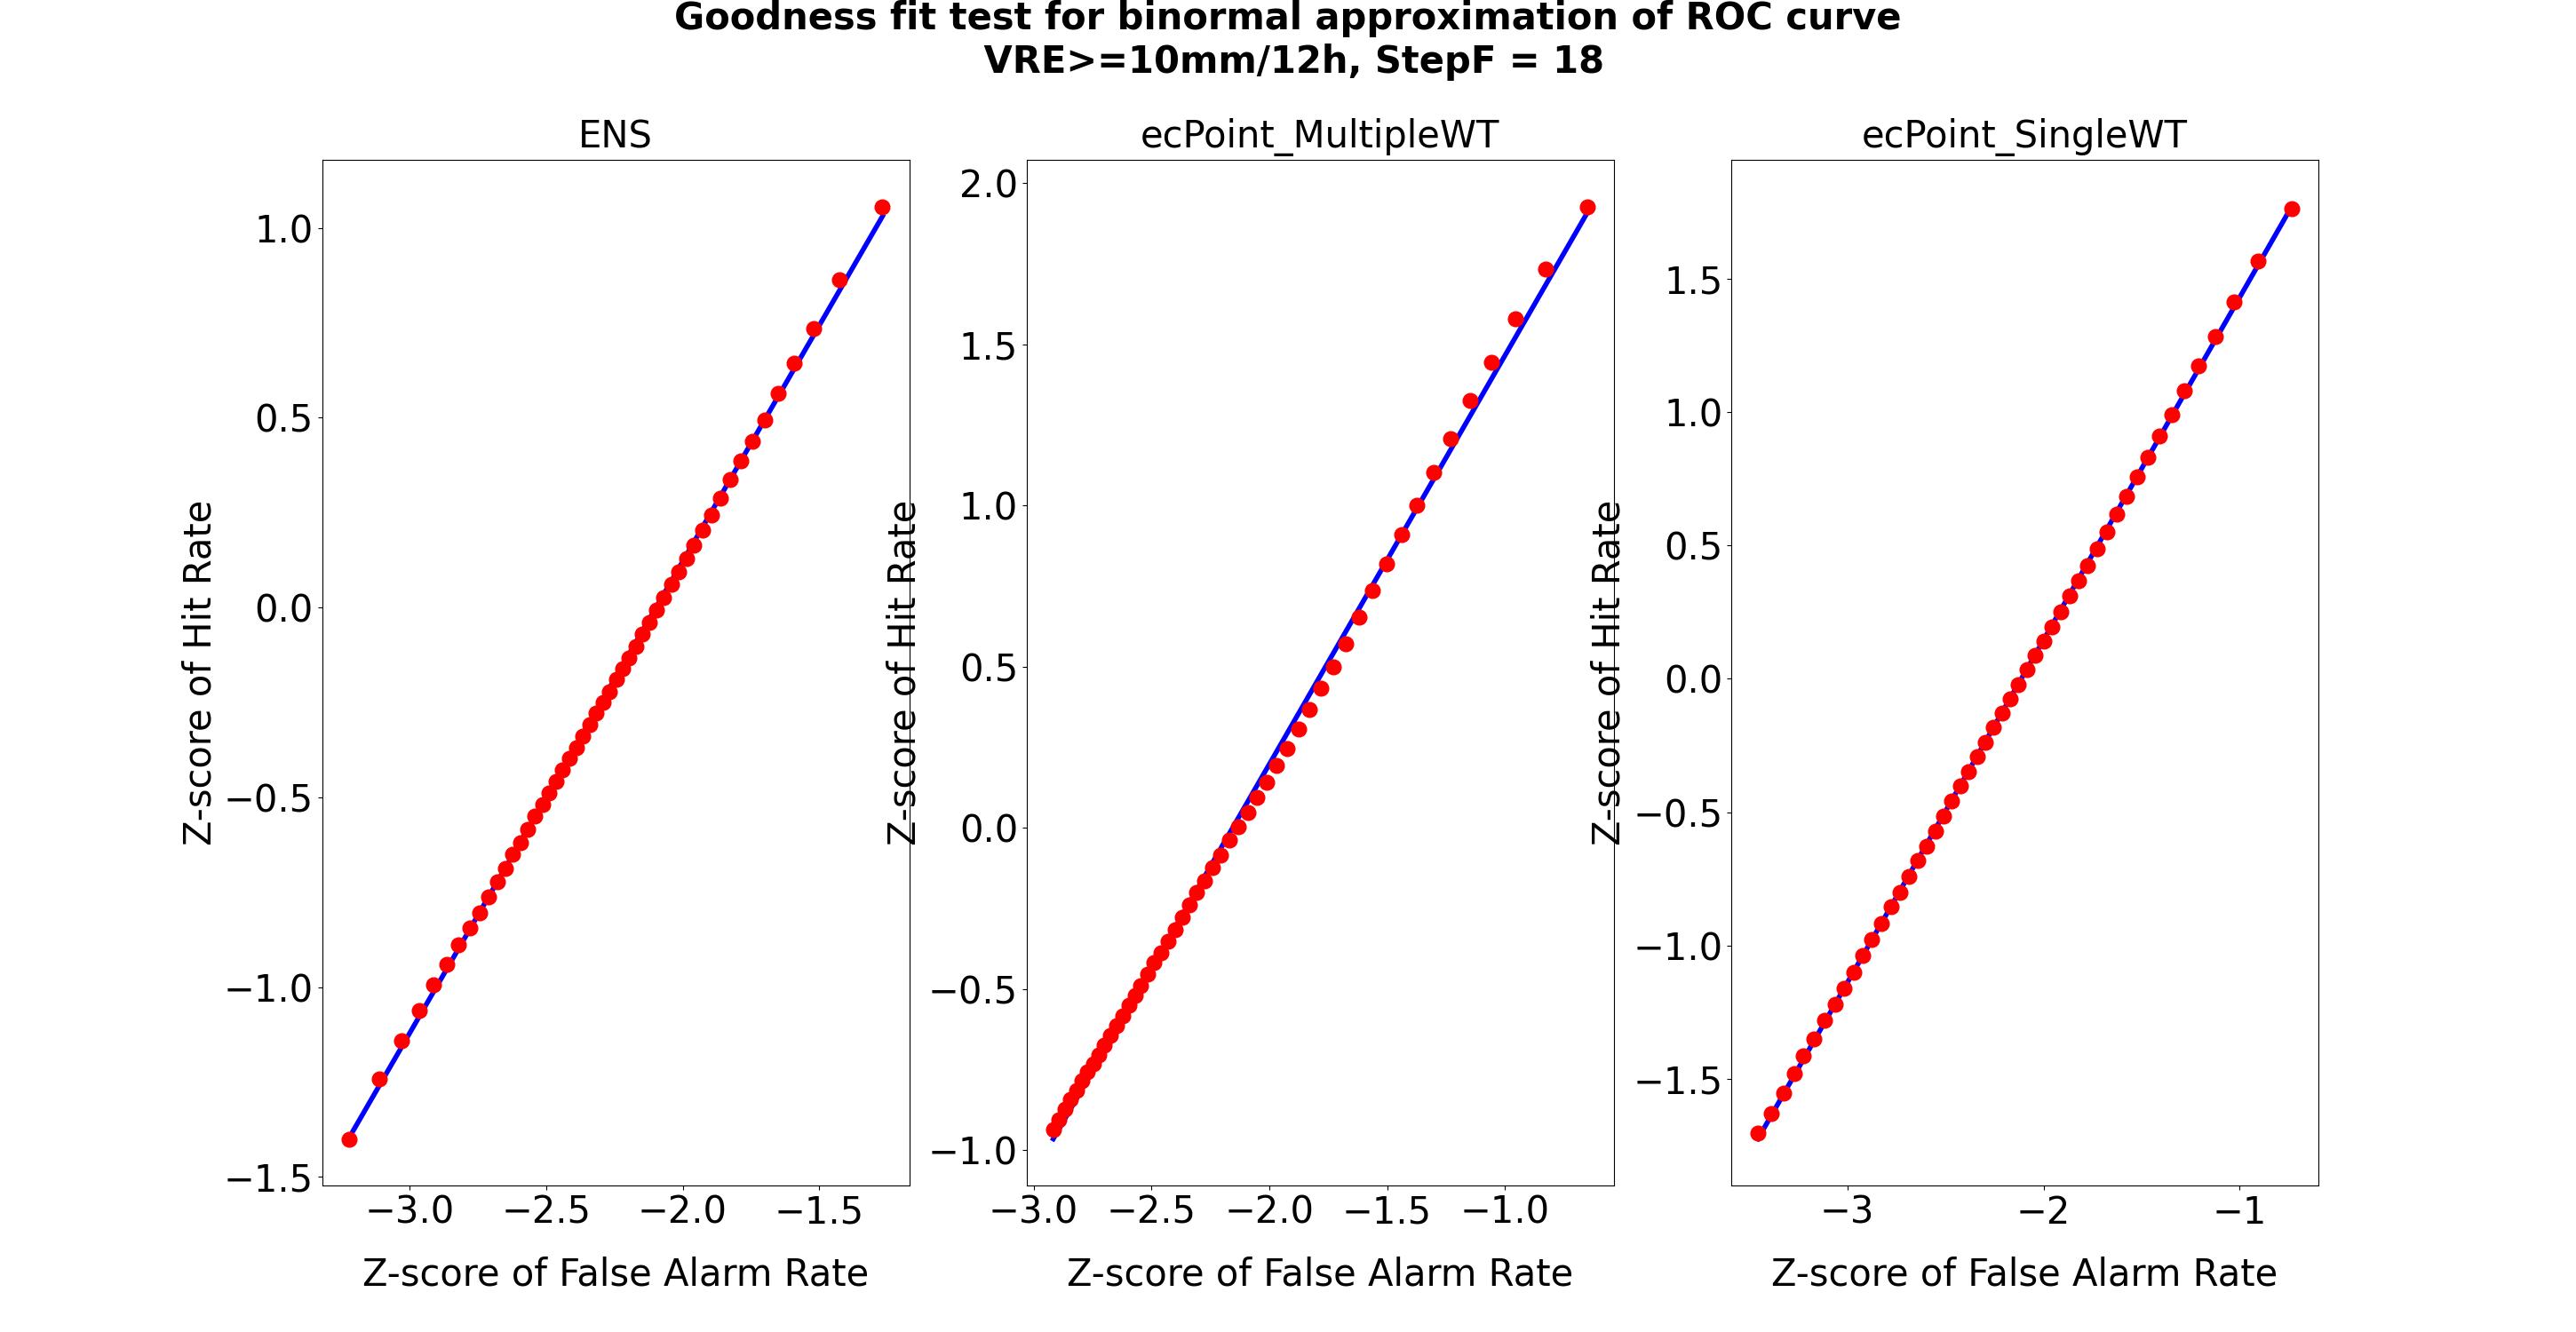 Goodness fit test for binormal approximation of ROC curve
VRE>=10mm/12h, StepF = 18
ENS
1.0
0.5
0.0
−0.5
−1.0
−1.5
Z-score of Hit Rate
−3.0 −2.5 −2.0 −1.5
Z-score of False Alarm Rate
ecPoint_MultipleWT
2.0
1.5
1.0
0.5
0.0
−0.5
−1.0
Z-score of Hit Rate
−3.0 −2.5 −2.0 −1.5 −1.0
Z-score of False Alarm Rate
ecPoint_SingleWT
1.5
1.0
0.5
0.0
−0.5
−1.0
−1.5
Z-score of Hit Rate
−3 −2 −1
Z-score of False Alarm Rate